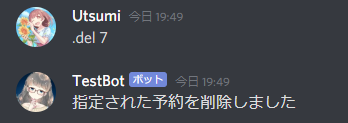 Utsumi 今日 19:49
.del 7
TestBot ボット 今日 19:49
指定された予約を削除しました